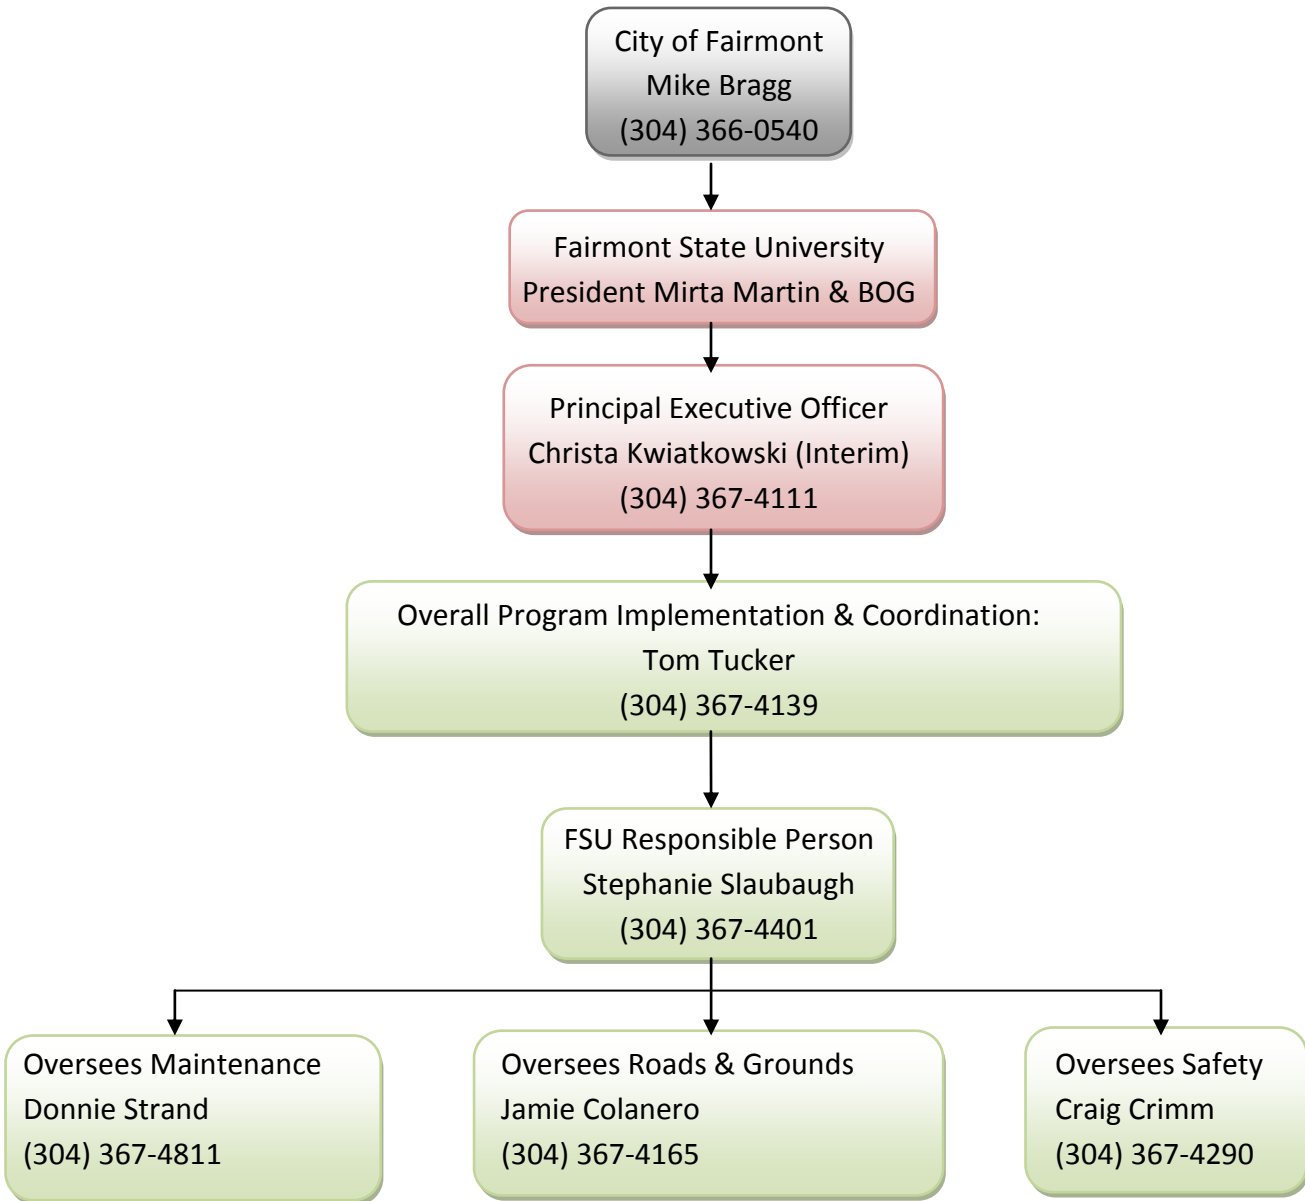 City of Fairmont
Mike Bragg
(304) 366-0540
Fairmont State University
President Mirta Martin & BOG
Principal Executive Officer
Christa Kwiatkowski (Interim)
(304) 367-4111
Overall Program Implementation & Coordination:
Tom Tucker
(304) 367-4139
FSU Responsible Person
Stephanie Slaubaugh
(304) 367-4401
Oversees Maintenance
Donnie Strand
(304) 367-4811
Oversees Roads & Grounds
Jamie Colanero
(304) 367-4165
Oversees Safety
Craig Crimm
(304) 367-4290